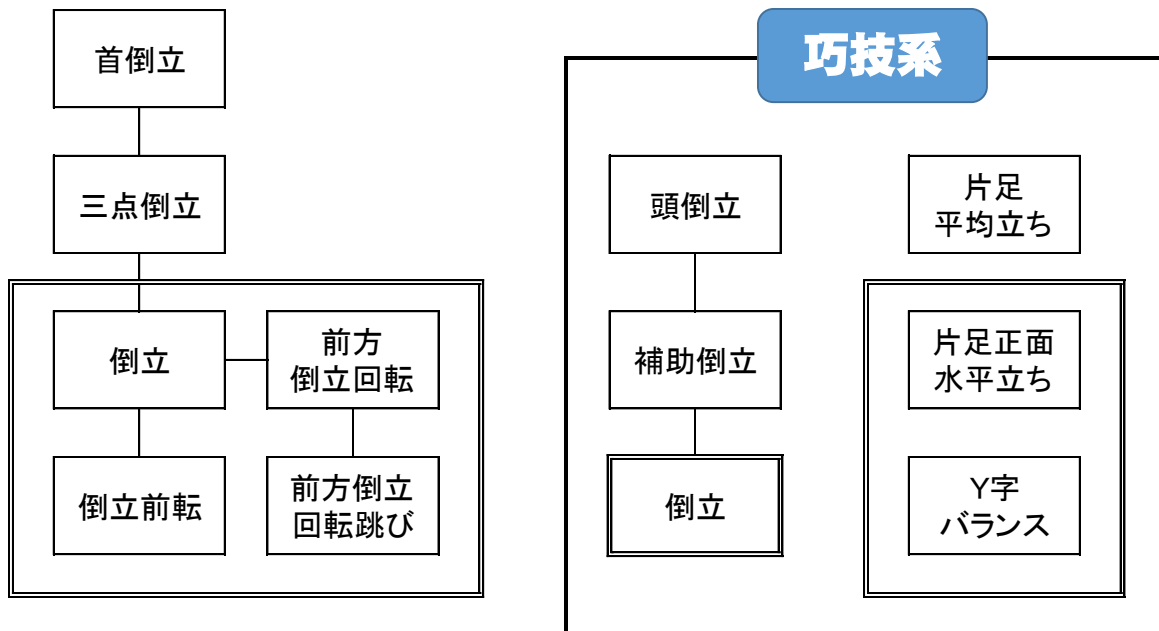 首倒立
三点倒立
倒立
前方
倒立回転
倒立前転
前方倒立
回転跳び
巧技系
頭倒立
補助倒立
倒立
片足
平均立ち
片足正面
水平立ち
Y字
バランス